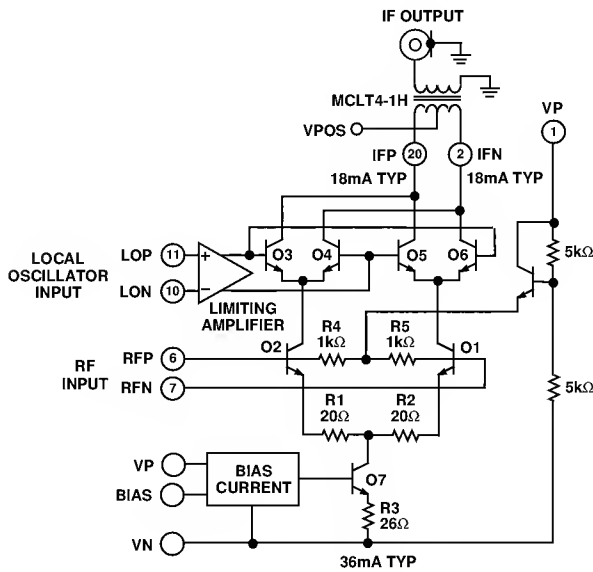 IF OUTPUT
MCLT4-1H
VPOS
VP
1
IFP
20
2
IFN
18mA TYP
18mA TYP
LOCAL
OSCILLATOR
INPUT
LOP
11
+
LON
10
–
LIMITING
AMPLIFIER
O3
O4
O5
O6
5kΩ
R4
1kΩ
R5
1kΩ
RF
INPUT
RFP
6
RFN
7
O2
O1
5kΩ
R1
20Ω
R2
20Ω
VP
BIAS
BIAS
CURRENT
O7
R3
26Ω
VN
36mA TYP